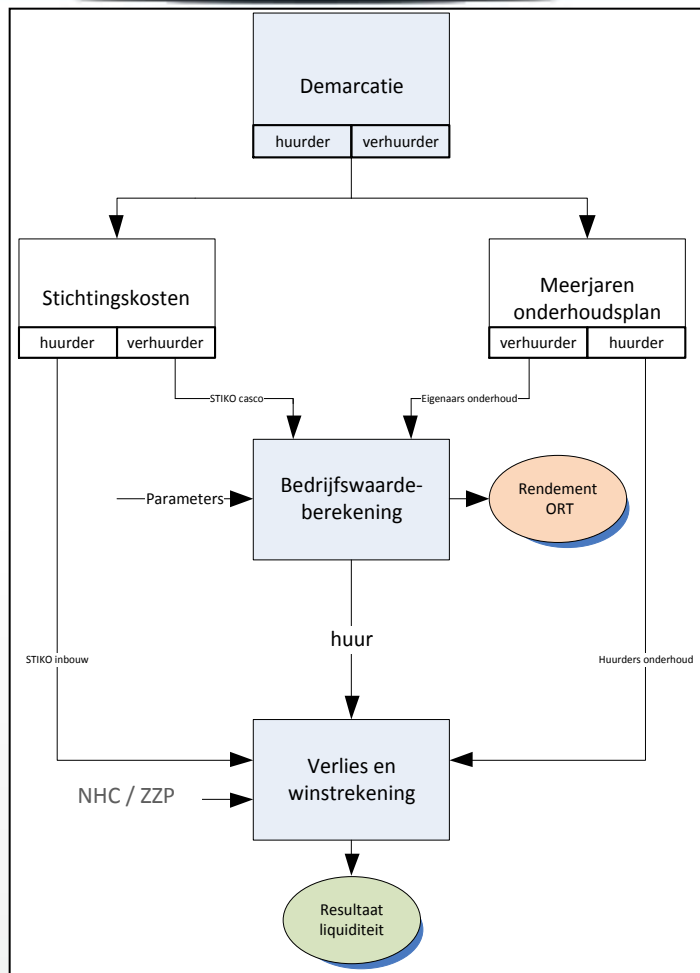 Demarcatie
huurder
verhuurder
Stichtingskosten
huurder
verhuurder
Meerjaren
onderhoudsplan
verhuurder
huurder
STIKO casco
Eigenaars onderhoud
Parameters
Bedrijfswaarde-
berekening
Rendement
ORT
huur
STIKO inbouw
Huurders onderhoud
Verlies en
winstrekening
NHC / ZZP
Resultaat
liquiditeit